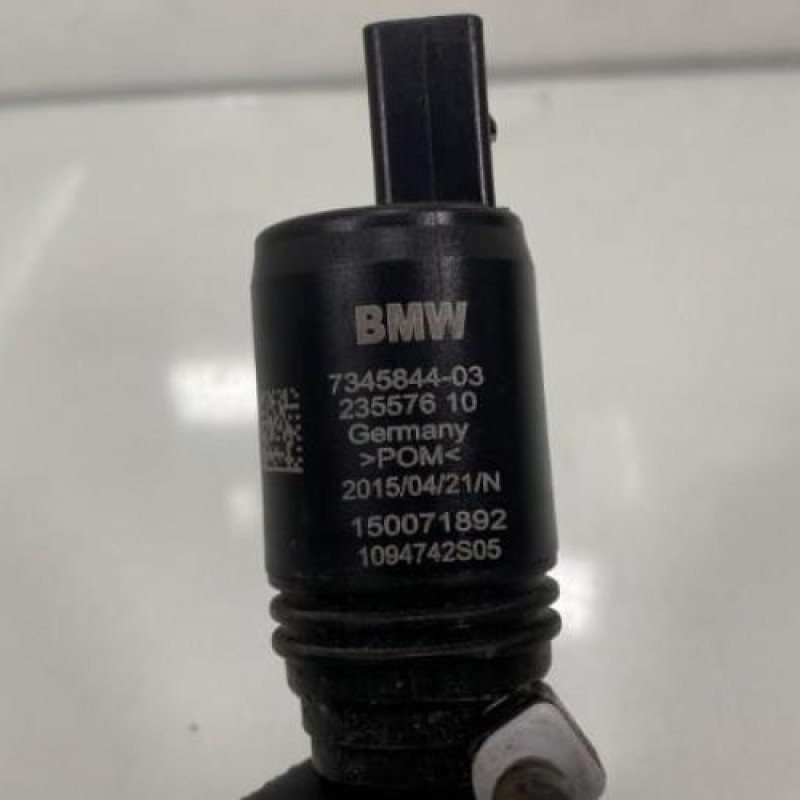 BMW
7345844-03
235576 10
Germany
>POM<
2015/04/21/N
150071892
1094742S05